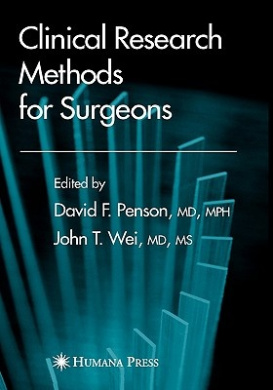 Clinical Research
Methods
for Surgeons
Edited by
David F. Penson, MD, MPH
John T. Wei, MD, MS
HUMANA PRESS